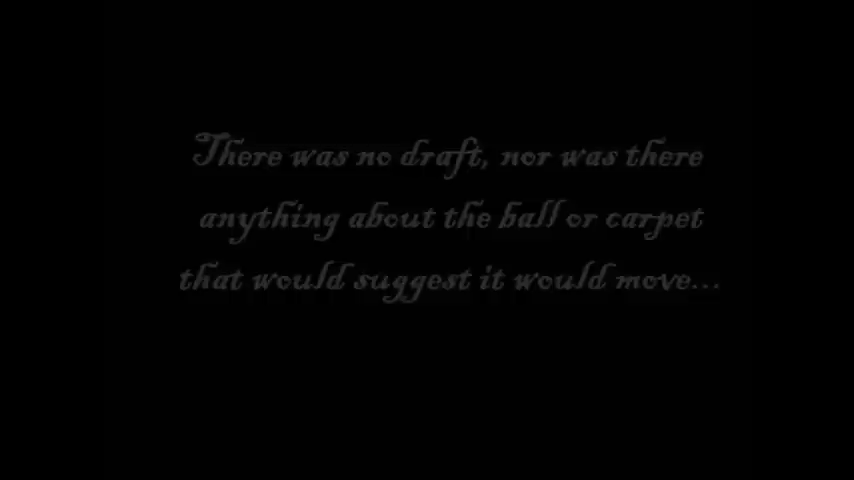 There was no draft, nor was there
anything about the ball or carpet
that would suggest it would move...